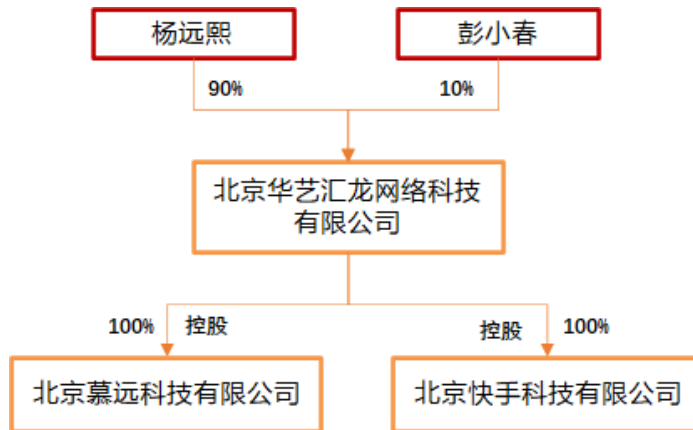 杨远熙
彭小春
90%
10%
北京华艺汇龙网络科技
有限公司
100%
控股
控股
100%
北京慕远科技有限公司
北京快手科技有限公司